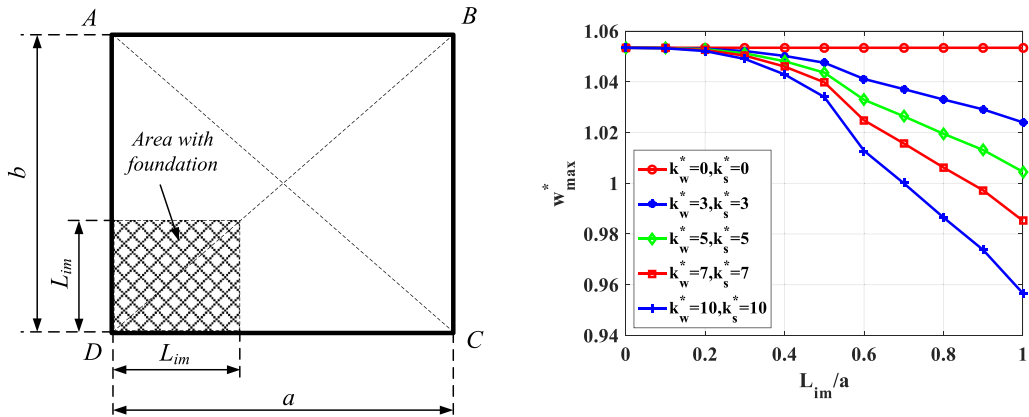 A
B
b
Area with
foundation
L_im
D
L_im
C
a
1.06
1.04
1.02
1
0.98
0.96
0.94
w*max
k*w=0,k*s=0
k*w=3,k*s=3
k*w=5,k*s=5
k*w=7,k*s=7
k*w=10,k*s=10
0 0.2 0.4 0.6 0.8 1
L_im/a